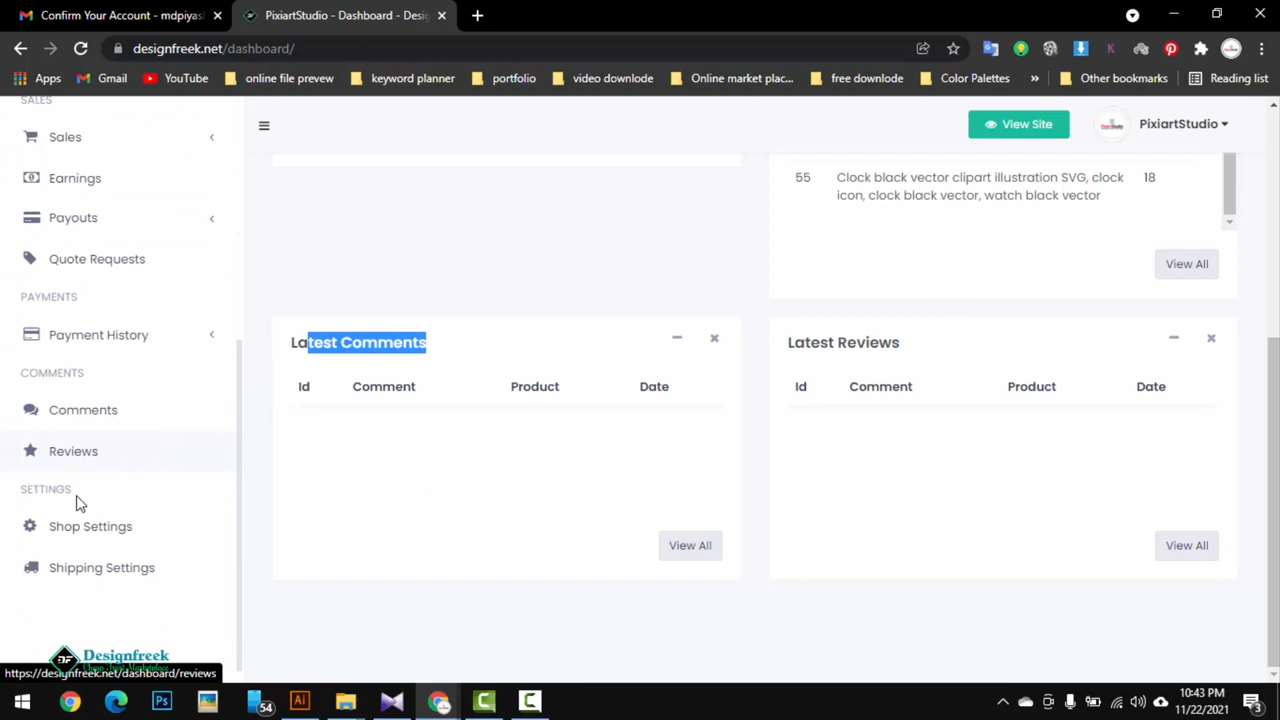 Confirm Your Account - mdpiyas
PixiartStudio - Dashboard - Desi
designfreek.net/dashboard/
Apps
Gmail
YouTube
online file preview
keyword planner
portfolio
video downlode
Online market plac...
free downlode
Color Palettes
»
Other bookmarks
Reading list
SALES
Sales
Earnings
Payouts
Quote Requests
PAYMENTS
Payment History
COMMENTS
Comments
Reviews
SETTINGS
Shop Settings
Shipping Settings
View Site
PixiartStudio
55 Clock black vector clipart illustration SVG, clock 18
icon, clock black vector, watch black vector
View All
Latest Comments
Id Comment Product Date
View All
Latest Reviews
Id Comment Product Date
View All
DF Designfreek
https://designfreek.net/dashboard/reviews
Ps
54
Ai
10:43 PM
11/22/2021
3